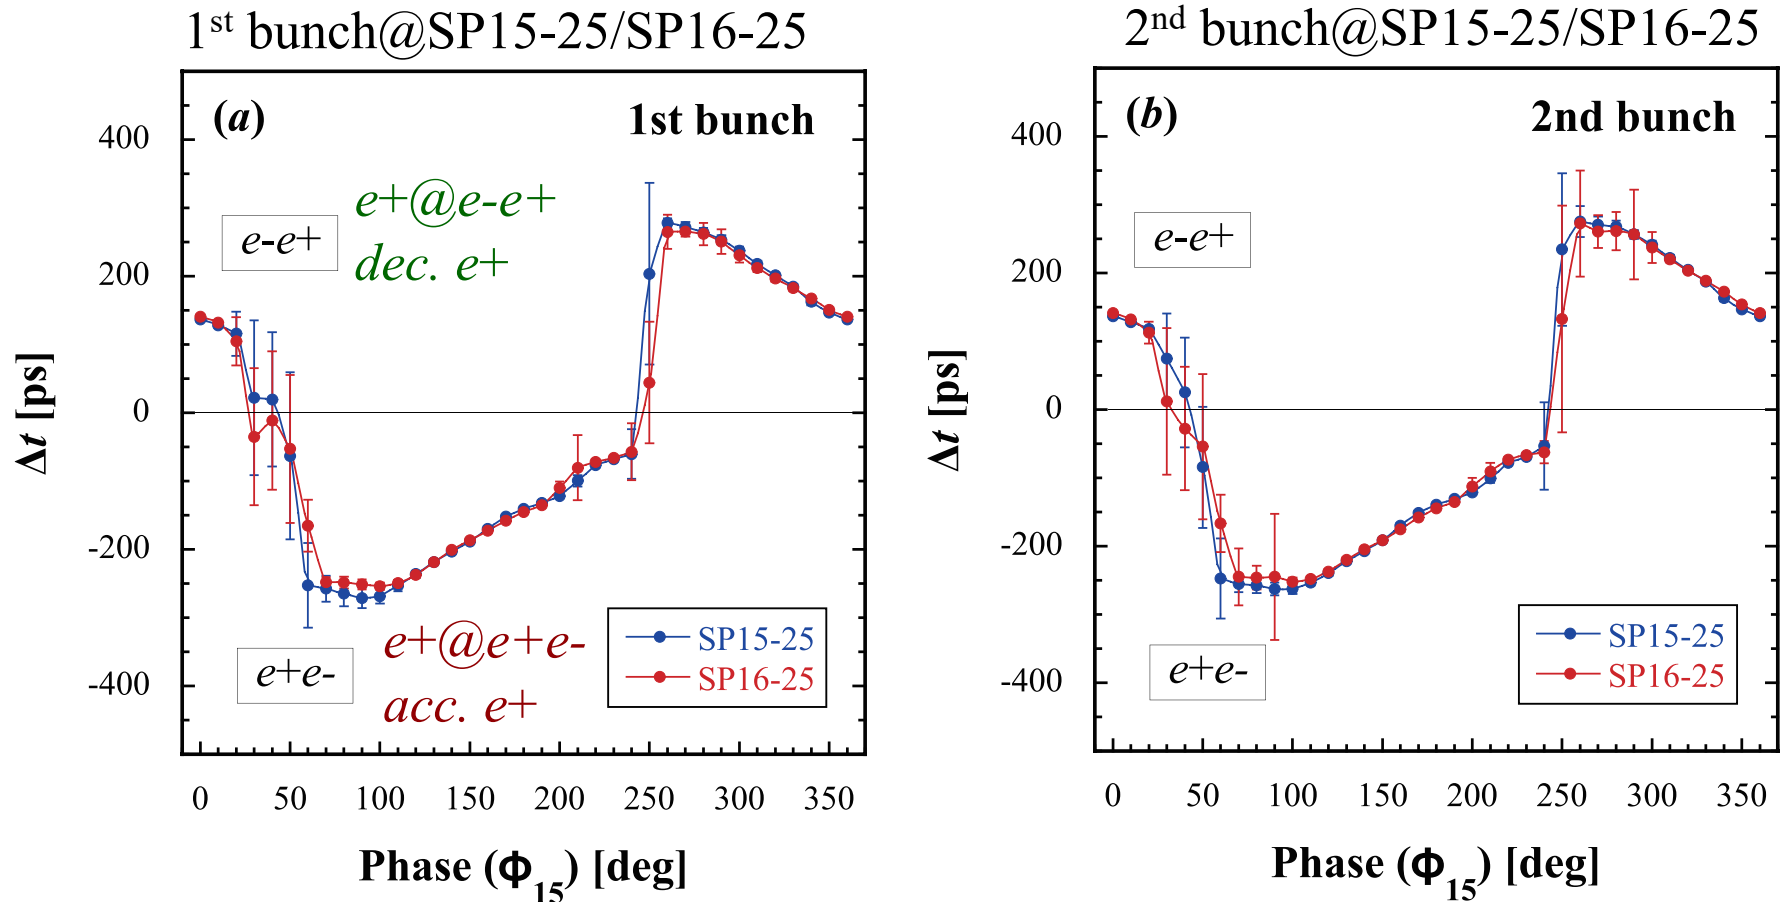 1st bunch@SP15-25/SP16-25
(a)
1st bunch
e-e+
e+@e-e+
dec. e+
e+e-
e+@e+e-
acc. e+
SP15-25
SP16-25
400
200
0
-200
-400
Δt [ps]
0 50 100 150 200 250 300 350
Phase (ϕ15) [deg]
2nd bunch@SP15-25/SP16-25
(b)
2nd bunch
e-e+
e+e-
SP15-25
SP16-25
400
200
0
-200
-400
Δt [ps]
0 50 100 150 200 250 300 350
Phase (ϕ15) [deg]